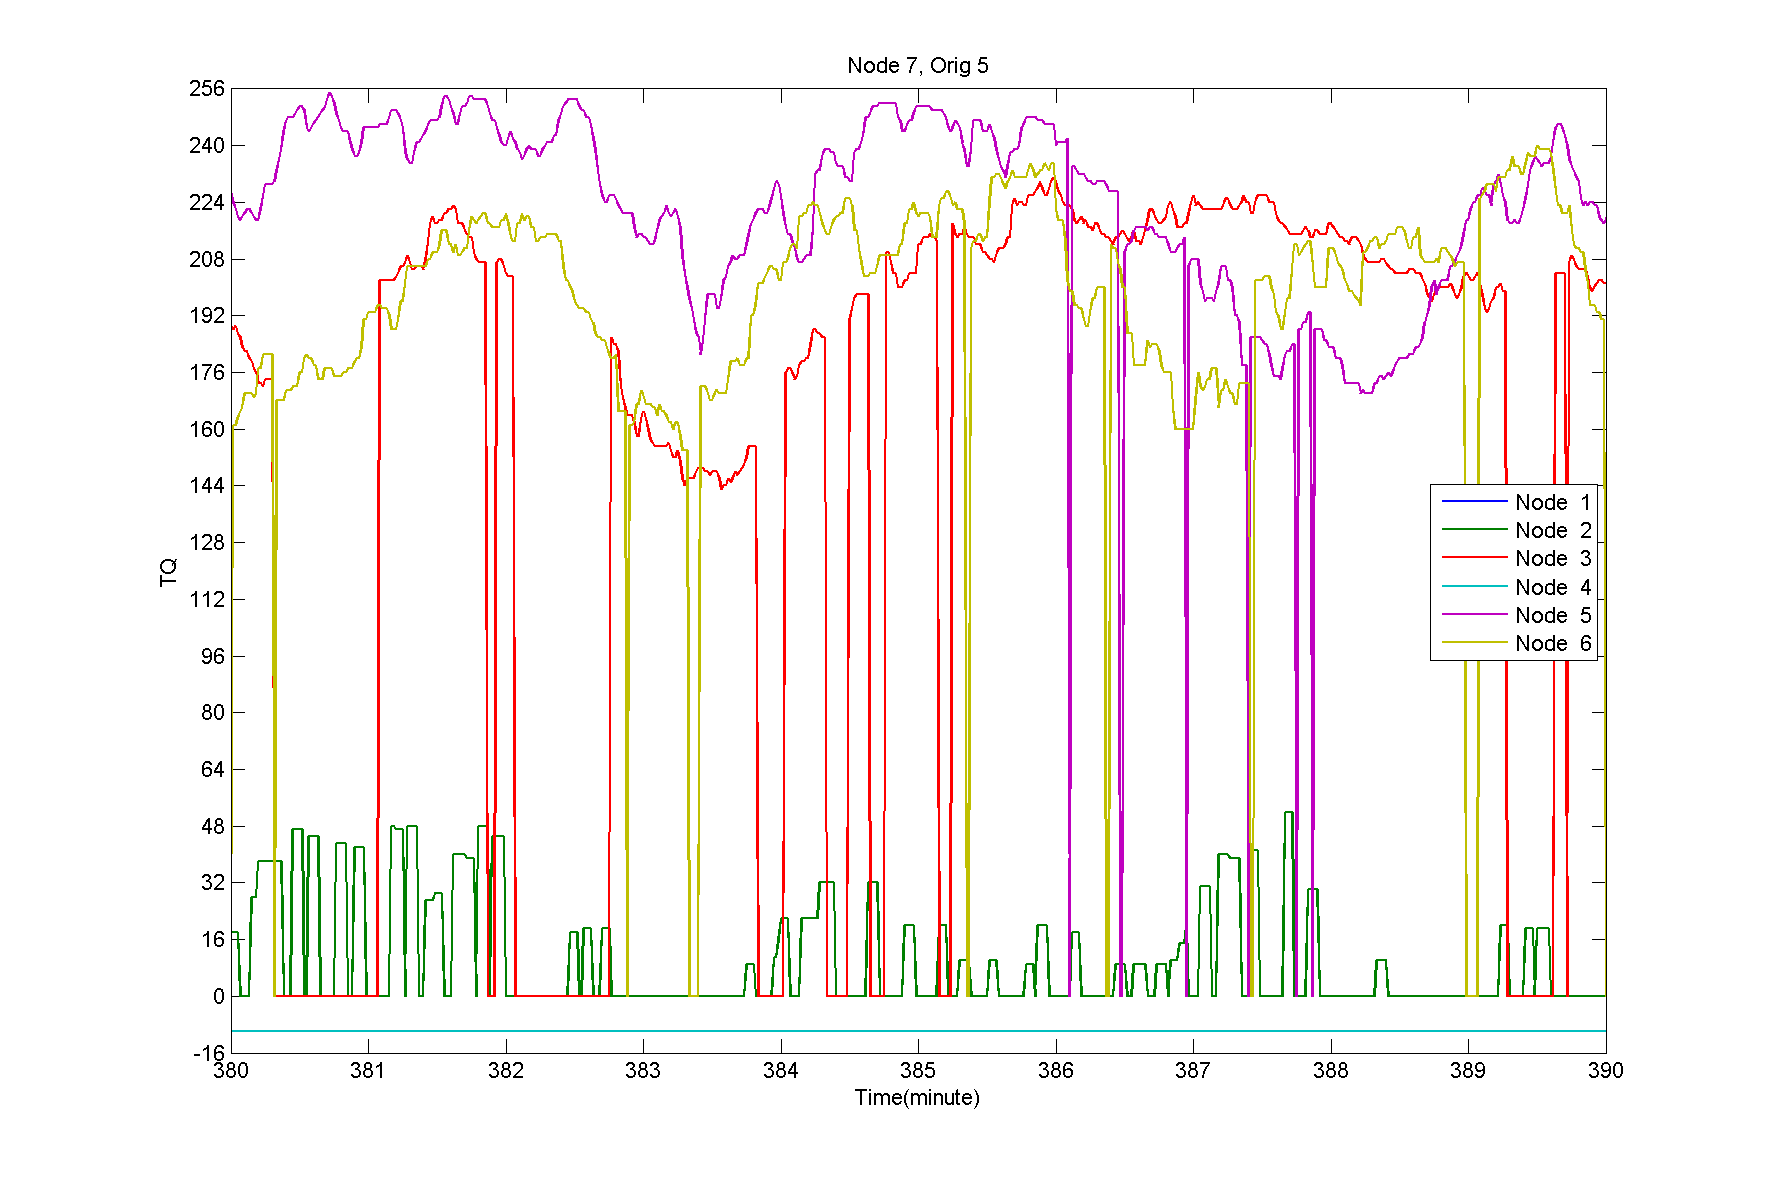 Node 7, Orig 5
256
240
224
208
192
176
160
144
128
112
96
80
64
48
32
16
0
-16
TQ
Node 1
Node 2
Node 3
Node 4
Node 5
Node 6
380 381 382 383 384 385 386 387 388 389 390
Time(minute)